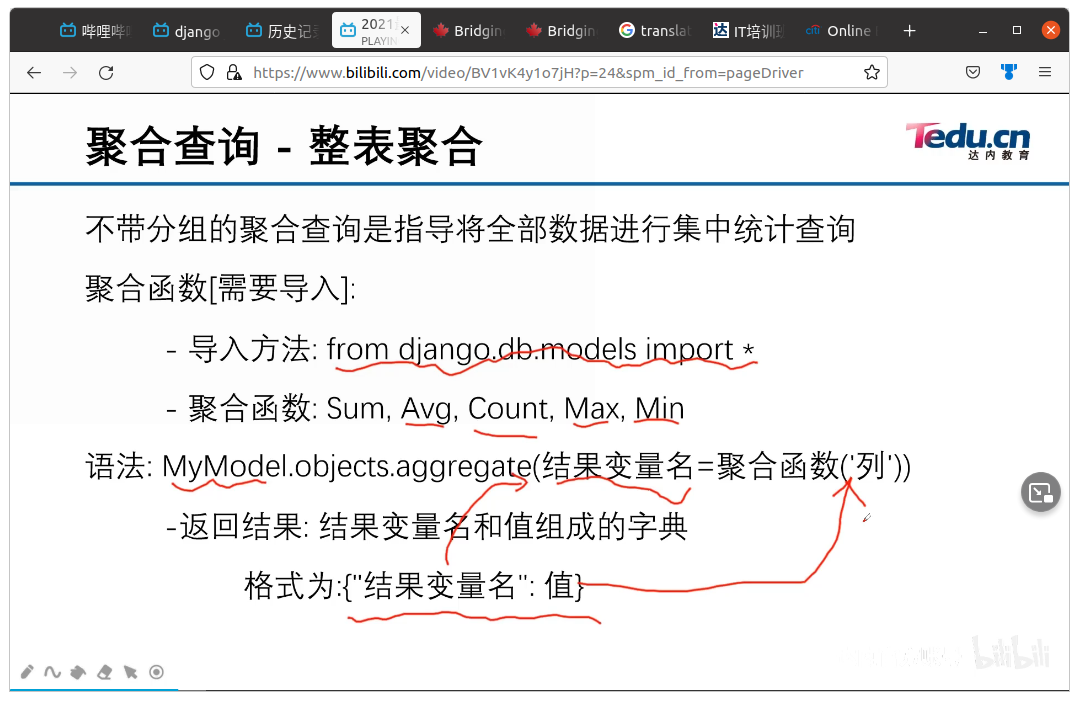 哔哩哔哩
django
历史记录
2021
PLAYIN
Bridgin
Bridgin
translat
IT培训班
citi Online
https://www.bilibili.com/video/BV1vK4y1o7jH?p=24&spm_id_from=pageDriver
聚合查询 - 整表聚合
Tedu.cn
达内教育
不带分组的聚合查询是指导将全部数据进行集中统计查询
聚合函数[需要导入]:
- 导入方法: from django.db.models import *
- 聚合函数: Sum, Avg, Count, Max, Min
语法: MyModel.objects.aggregate(结果变量名=聚合函数('列'))
-返回结果: 结果变量名和值组成的字典
格式为:{"结果变量名": 值}
bilibili